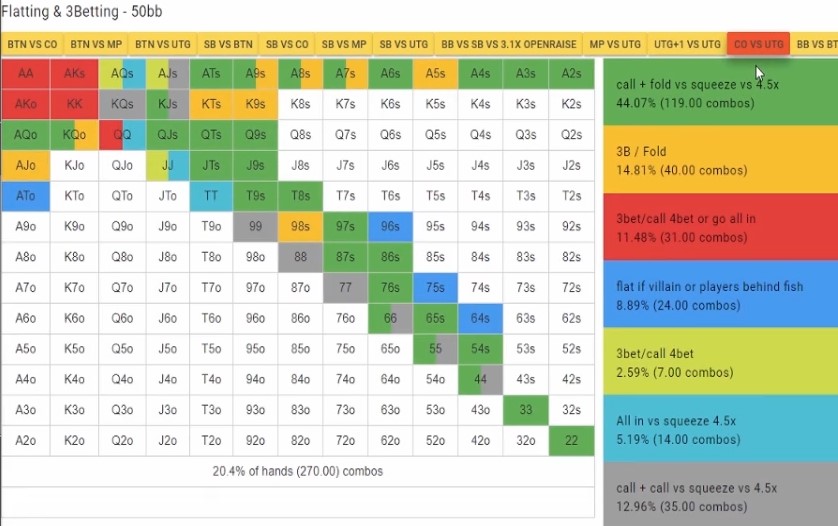 Flatting & 3Betting - 50bb
BTN VS CO BTN VS MP BTN VS UTG SB VS BTN SB VS CO SB VS MP SB VS UTG BB VS SB VS 3.1X OPENRAISE MP VS UTG UTG+1 VS UTG CO VS UTG BB VS BT
AA AKs AQs AJs ATs A9s A8s A7s A6s A5s A4s A3s A2s
AKo KK KQs KJs KTs K9s K8s K7s K6s K5s K4s K3s K2s
AQo KQo QQ QJs QTs Q9s Q8s Q7s Q6s Q5s Q4s Q3s Q2s
AJo KJo QJo JJ JTs J9s J8s J7s J6s J5s J4s J3s J2s
ATo KTo QTo JTo TT T9s T8s T7s T6s T5s T4s T3s T2s
A9o K9o Q9o J9o T9o 99 98s 97s 96s 95s 94s 93s 92s
A8o K8o Q8o J8o T8o 98o 88 87s 86s 85s 84s 83s 82s
A7o K7o Q7o J7o T7o 97o 87o 77 76s 75s 74s 73s 72s
A6o K6o Q6o J6o T6o 96o 86o 76o 66 65s 64s 63s 62s
A5o K5o Q5o J5o T5o 95o 85o 75o 65o 55 54s 53s 52s
A4o K4o Q4o J4o T4o 94o 84o 74o 64o 54o 44 43s 42s
A3o K3o Q3o J3o T3o 93o 83o 73o 63o 53o 43o 33 32s
A2o K2o Q2o J2o T2o 92o 82o 72o 62o 52o 42o 32o 22
20.4% of hands (270.00) combos
call + fold vs squeeze vs 4.5x
44.07% (119.00 combos)
3B / Fold
14.81% (40.00 combos)
3bet/call 4bet or go all in
11.48% (31.00 combos)
flat if villain or players behind fish
8.89% (24.00 combos)
3bet/call 4bet
2.59% (7.00 combos)
All in vs squeeze 4.5x
5.19% (14.00 combos)
call + call vs squeeze vs 4.5x
12.96% (35.00 combos)